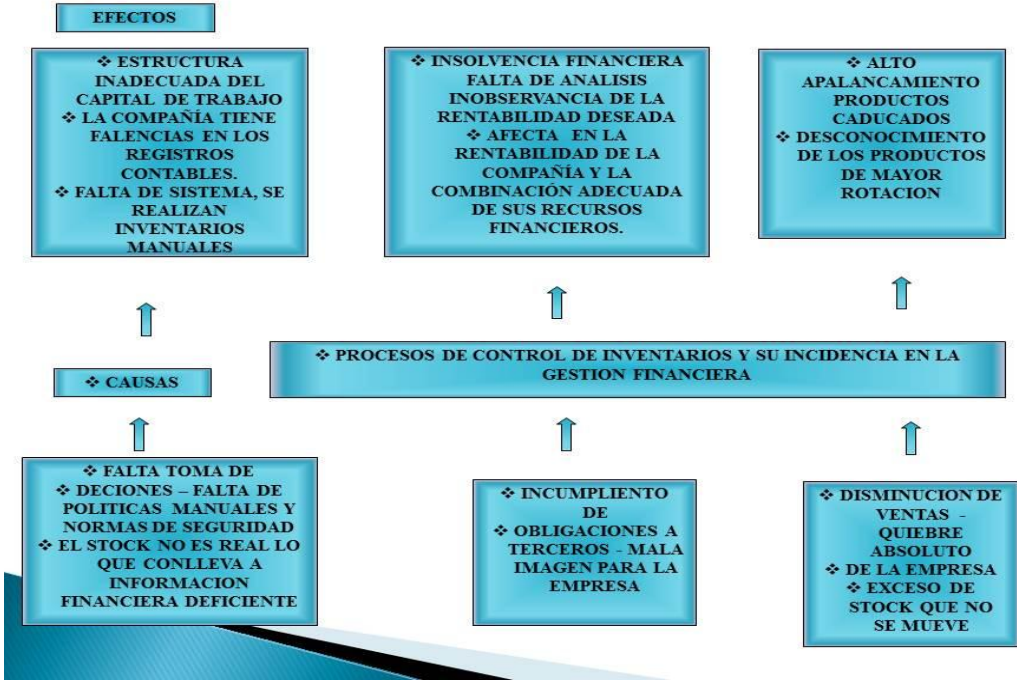 EFECTOS
❖ ESTRUCTURA
INADECUADA DEL
CAPITAL DE TRABAJO
❖ LA COMPAÑÍA TIENE
FALENCIAS EN LOS
REGISTROS
CONTABLES.
❖ FALTA DE SISTEMA, SE
REALIZAN
INVENTARIOS
MANUALES
❖ INSOLVENCIA FINANCIERA
FALTA DE ANALISIS
INOBSERVANCIA DE LA
RENTABILIDAD DESEADA
❖ AFECTA EN LA
RENTABILIDAD DE LA
COMPAÑÍA Y LA
COMBINACIÓN ADECUADA
DE SUS RECURSOS
FINANCIEROS.
❖ ALTO
APALANCAMIENTO
PRODUCTOS
CADUCADOS
❖ DESCONOCIMIENTO
DE LOS PRODUCTOS
DE MAYOR
ROTACION
❖ PROCESOS DE CONTROL DE INVENTARIOS Y SU INCIDENCIA EN LA
GESTION FINANCIERA
❖ CAUSAS
❖ FALTA TOMA DE
❖ DECIONES – FALTA DE
POLITICAS MANUALES Y
NORMAS DE SEGURIDAD
❖ EL STOCK NO ES REAL LO
QUE CONLLEVA A
INFORMACION
FINANCIERA DEFICIENTE
❖ INCUMPLIENTO
DE
❖ OBLIGACIONES A
TERCEROS - MALA
IMAGEN PARA LA
EMPRESA
❖ DISMINUCION DE
VENTAS -
QUIEBRE
ABSOLUTO
❖ DE LA EMPRESA
❖ EXCESO DE
STOCK QUE NO
SE MUEVE